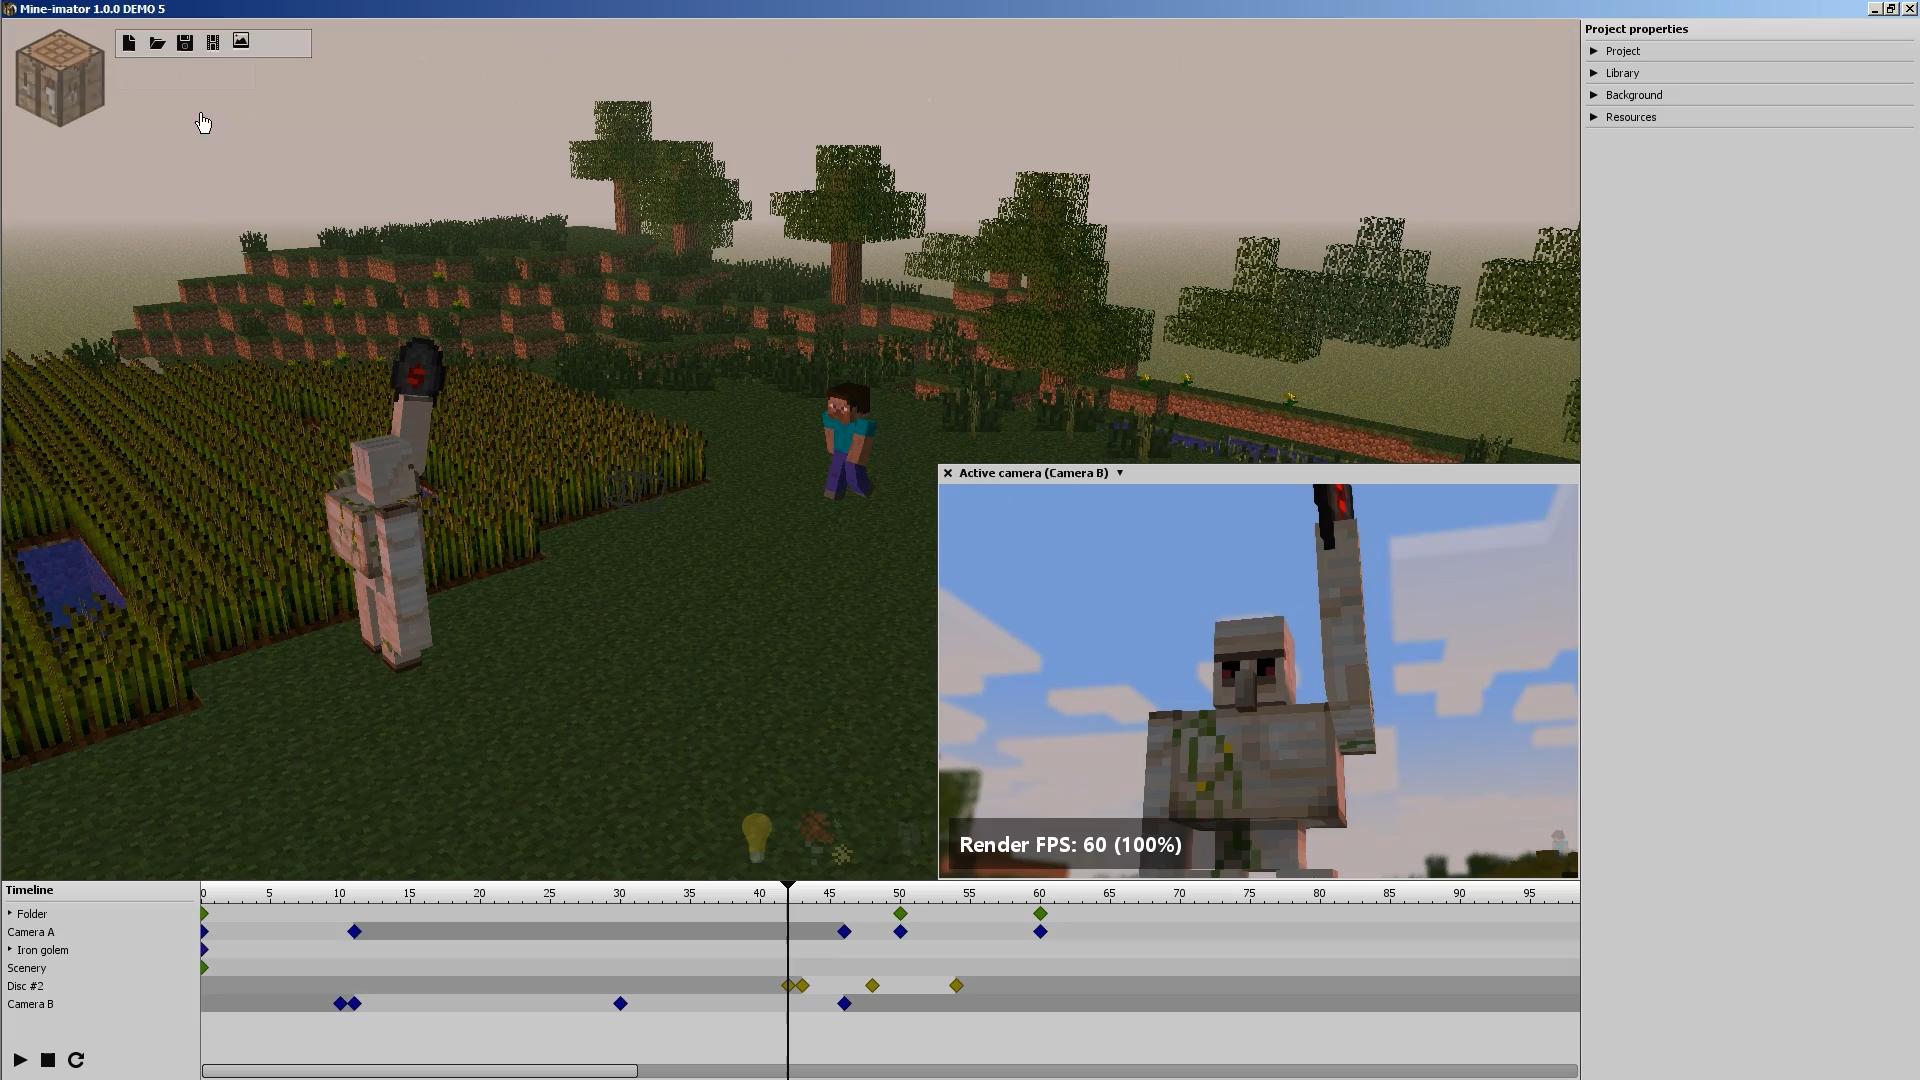 Mine-imator 1.0.0 DEMO 5
Project properties
Project
Library
Background
Resources
Active camera (Camera B)
Render FPS: 60 (100%)
Timeline
0 5 10 15 20 25 30 35 40 45 50 55 60 65 70 75 80 85 90 95
Folder
Camera A
Iron golem
Scenery
Disc #2
Camera B